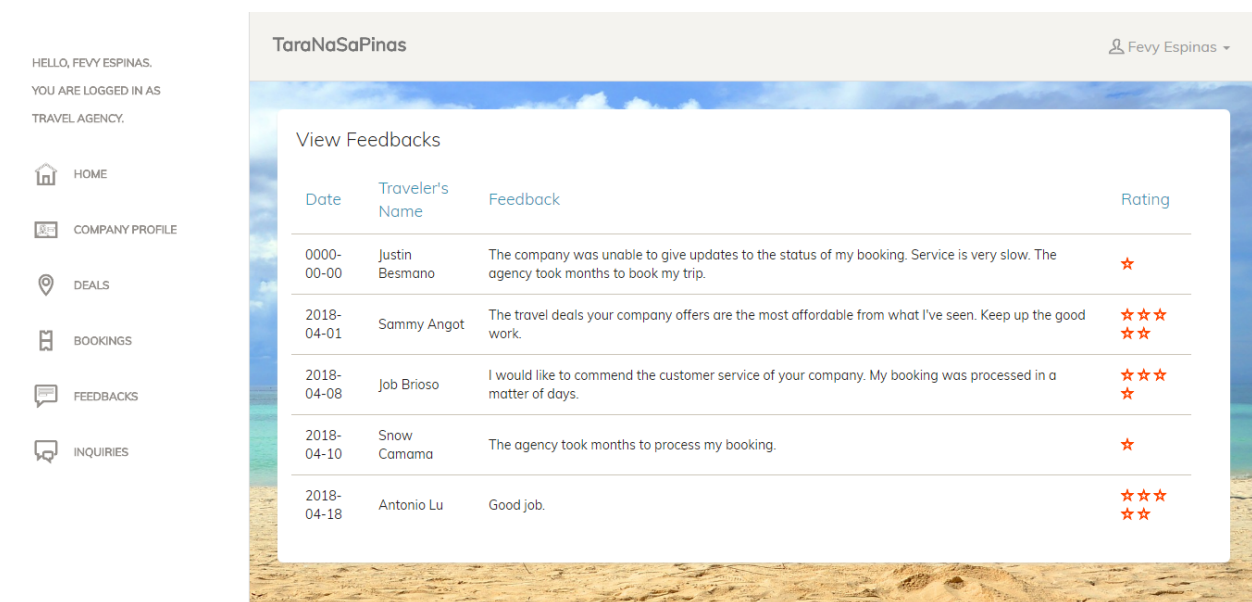 HELLO, FEVY ESPINAS.
YOU ARE LOGGED IN AS
TRAVEL AGENCY.
HOME
COMPANY PROFILE
DEALS
BOOKINGS
FEEDBACKS
INQUIRIES
TaraNaSaPinas
Fevy Espinas
View Feedbacks
Date
Traveler's
Name
Feedback
Rating
0000-
00-00
Justin
Besmano
The company was unable to give updates to the status of my booking. Service is very slow. The
agency took months to book my trip.
2018-
04-01
Sammy Angot
The travel deals your company offers are the most affordable from what I've seen. Keep up the good
work.
2018-
04-08
Job Brioso
I would like to commend the customer service of your company. My booking was processed in a
matter of days.
2018-
04-10
Snow
Camama
The agency took months to process my booking.
2018-
04-18
Antonio Lu
Good job.